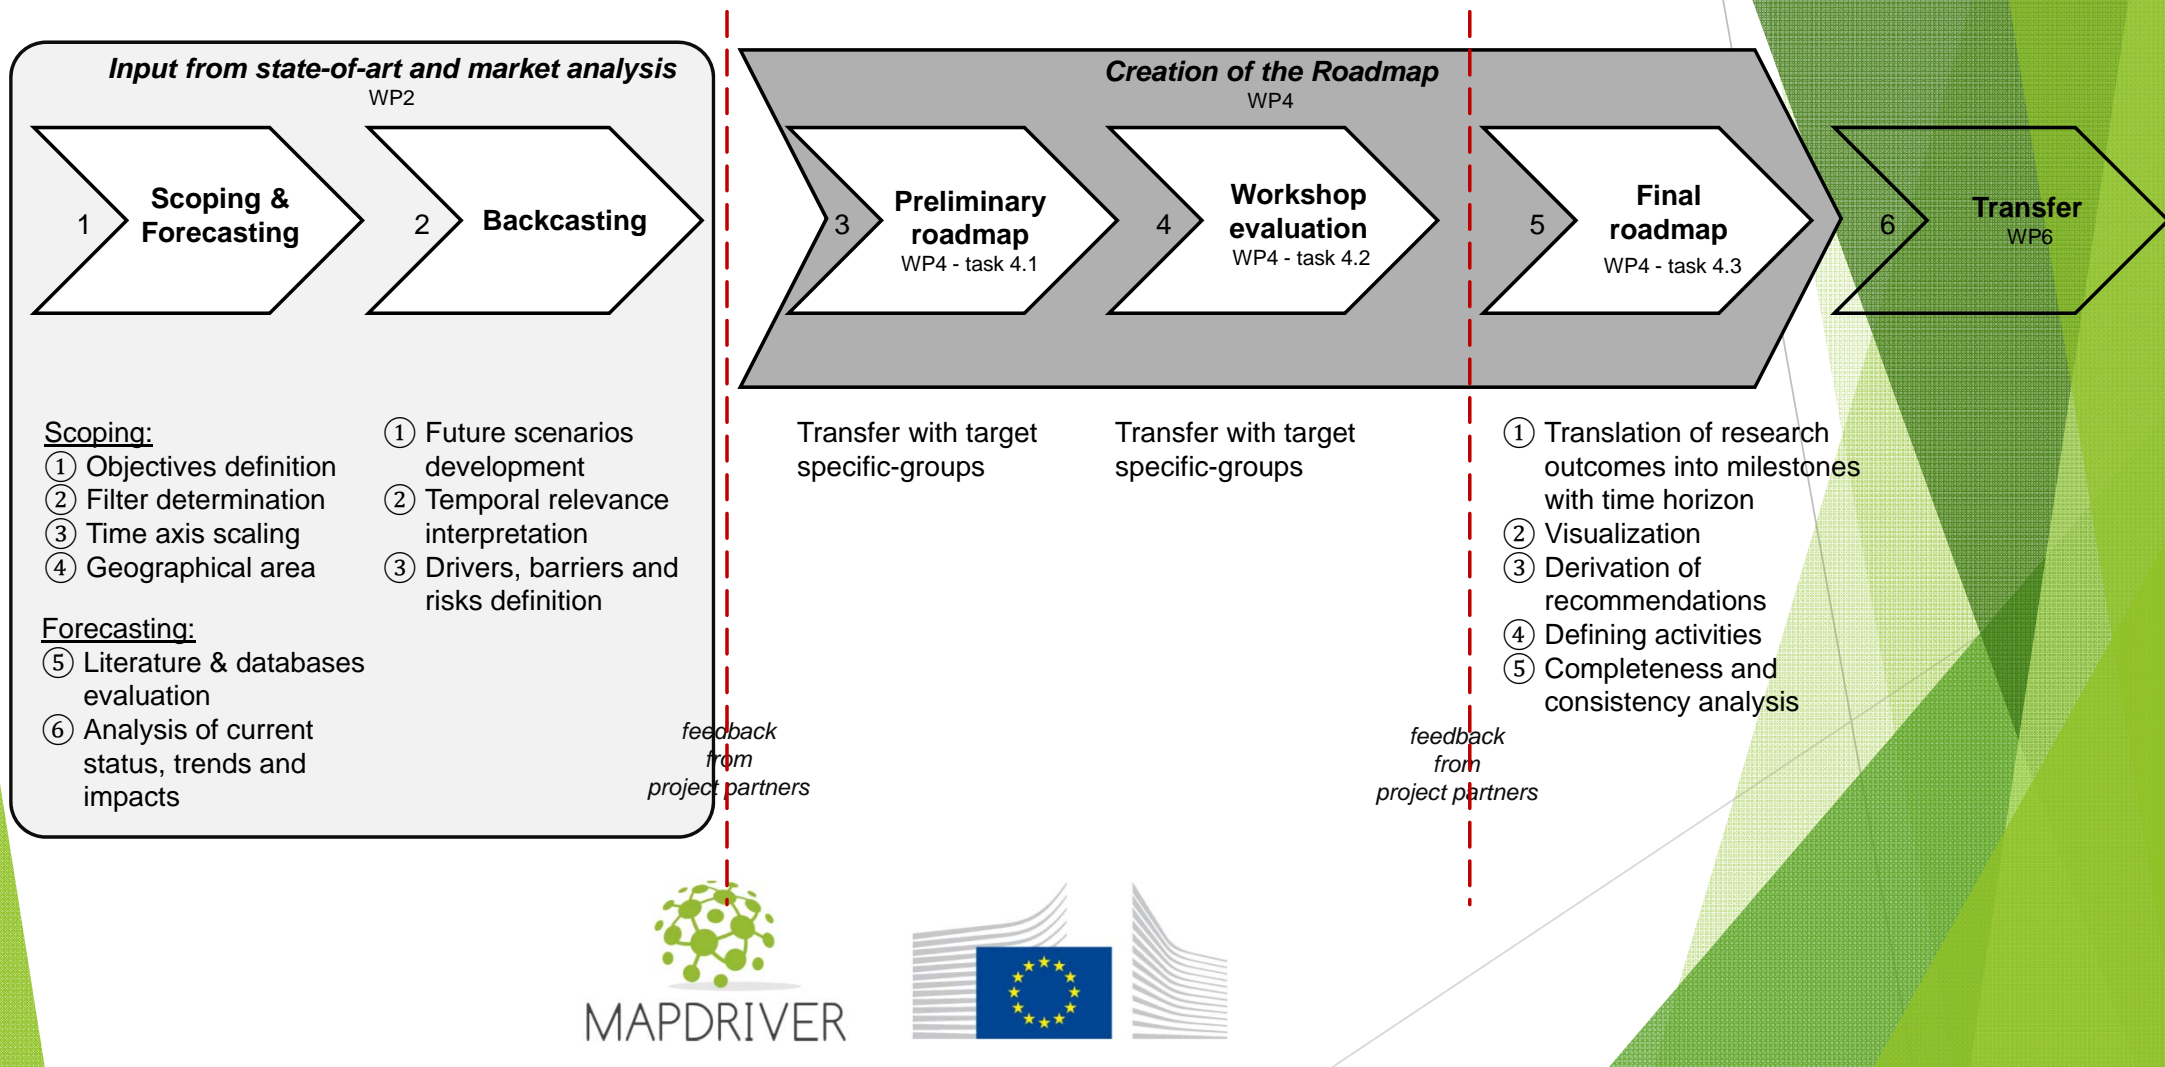 Input from state-of-art and market analysis
WP2
1
Scoping &
Forecasting
2
Backcasting
Creation of the Roadmap
WP4
3
Preliminary
roadmap
WP4 - task 4.1
4
Workshop
evaluation
WP4 - task 4.2
5
Final
roadmap
WP4 - task 4.3
6
Transfer
WP6
Scoping:
① Objectives definition
② Filter determination
③ Time axis scaling
④ Geographical area
Forecasting:
⑤ Literature & databases
evaluation
⑥ Analysis of current
status, trends and
impacts
① Future scenarios
development
② Temporal relevance
interpretation
③ Drivers, barriers and
risks definition
feedback
from
project partners
Transfer with target
specific-groups
Transfer with target
specific-groups
feedback
from
project partners
① Translation of research
outcomes into milestones
with time horizon
② Visualization
③ Derivation of
recommendations
④ Defining activities
⑤ Completeness and
consistency analysis
MAPDRIVER